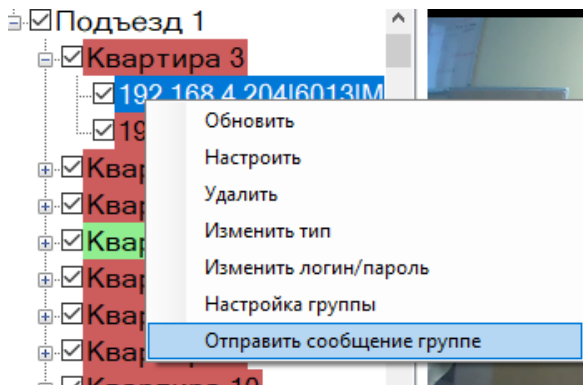 Подъезд 1
Квартира 3
192.168.4.204|6013|М
Обновить
Настроить
Удалить
Изменить тип
Изменить логин/пароль
Настройка группы
Отправить сообщение группе